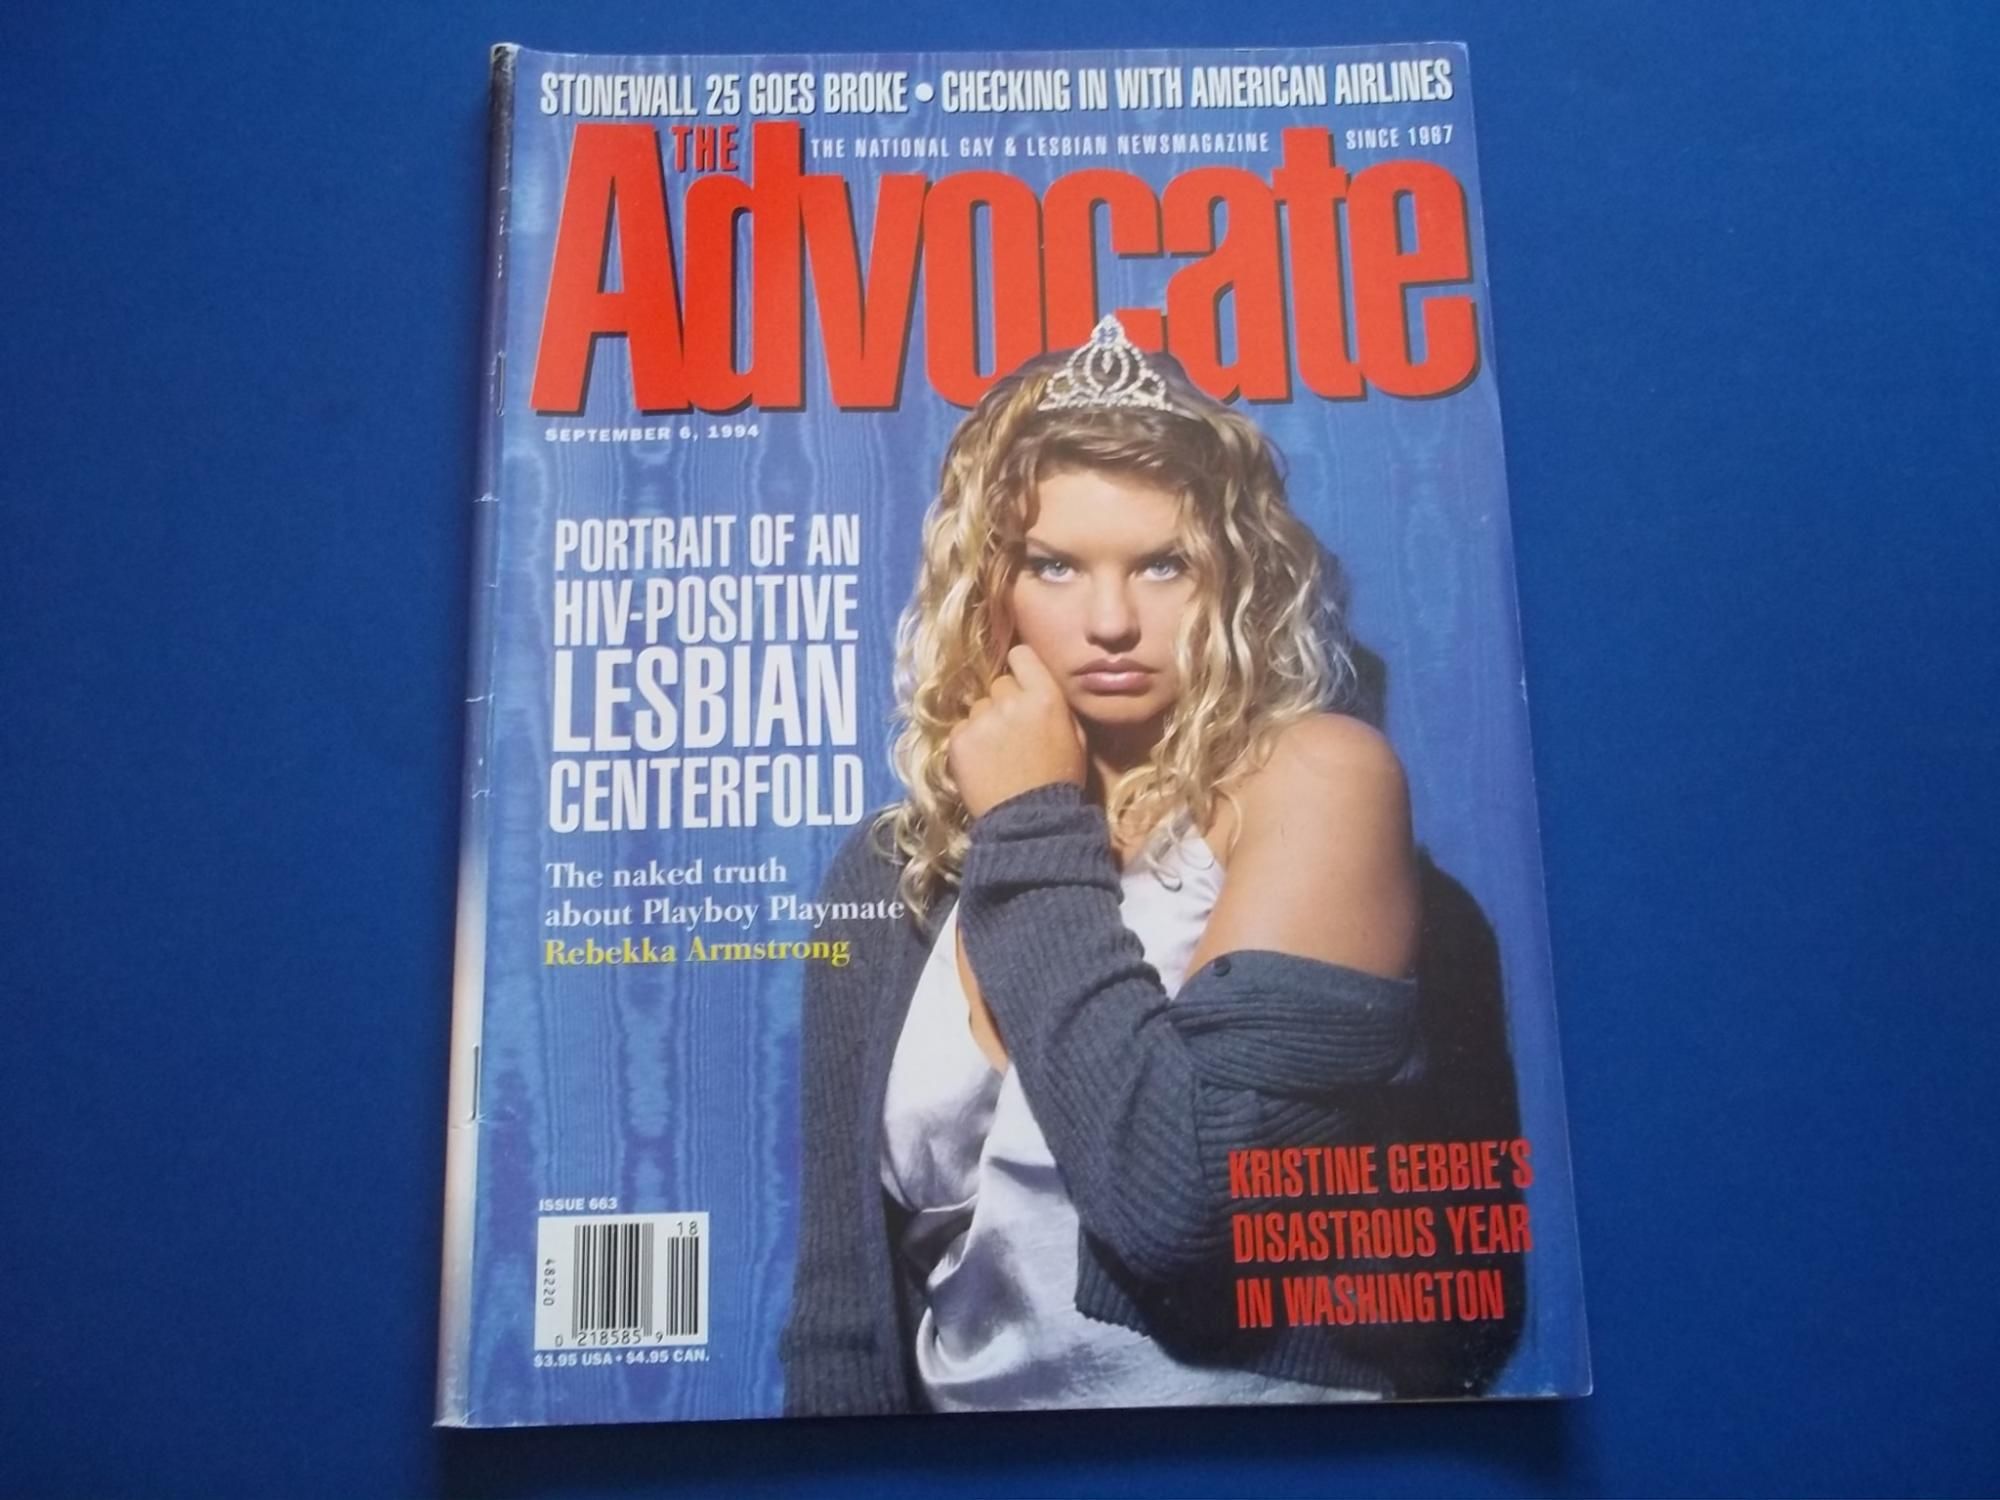 STONEWALL 25 GOES BROKE • CHECKING IN WITH AMERICAN AIRLINES
THE NATIONAL GAY & LESBIAN NEWSMAGAZINE SINCE 1967
THE Advocate
SEPTEMBER 6, 1994
PORTRAIT OF AN
HIV-POSITIVE
LESBIAN
CENTERFOLD
The naked truth
about Playboy Playmate
Rebekka Armstrong
KRISTINE GEBBIE'S
DISASTROUS YEAR
IN WASHINGTON
ISSUE 663
18
48220
0 218585 9
$3.95 USA • $4.95 CAN.